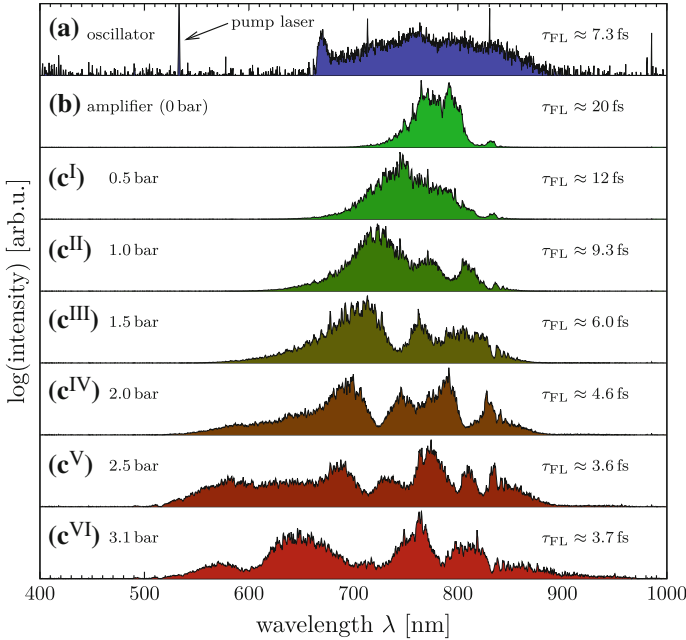 (a) oscillator pump laser τFL ≈ 7.3 fs
(b) amplifier (0 bar) τFL ≈ 20 fs
(cI) 0.5 bar τFL ≈ 12 fs
(cII) 1.0 bar τFL ≈ 9.3 fs
(cIII) 1.5 bar τFL ≈ 6.0 fs
(cIV) 2.0 bar τFL ≈ 4.6 fs
(cV) 2.5 bar τFL ≈ 3.6 fs
(cVI) 3.1 bar τFL ≈ 3.7 fs
log(intensity) [arb.u.]
400 500 600 700 800 900 1000
wavelength λ [nm]